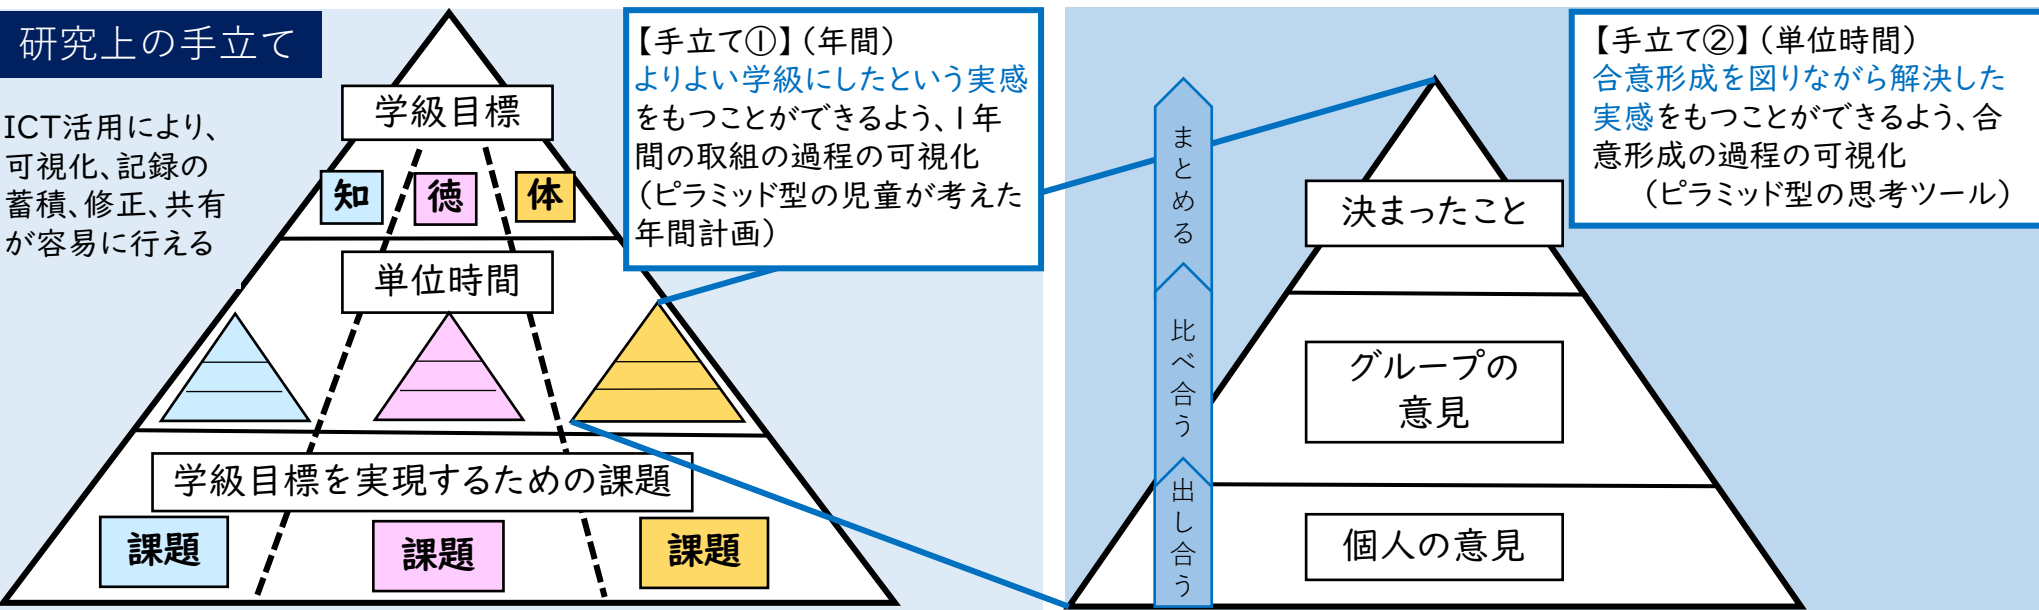 研究上の手立て
ICT活用により、
可視化、記録の
蓄積、修正、共有
が容易に行える
学級目標
知
徳
体
単位時間
学級目標を実現するための課題
課題
課題
課題
【手立て①】(年間)
よりよい学級にしたという実感
をもつことができるよう、1年
間の取組の過程の可視化
(ピラミッド型の児童が考えた
年間計画)
まとめる
比べ合う
出し合う
決まったこと
グループの
意見
個人の意見
【手立て②】(単位時間)
合意形成を図りながら解決した
実感をもつことができるよう、合
意形成の過程の可視化
(ピラミッド型の思考ツール)